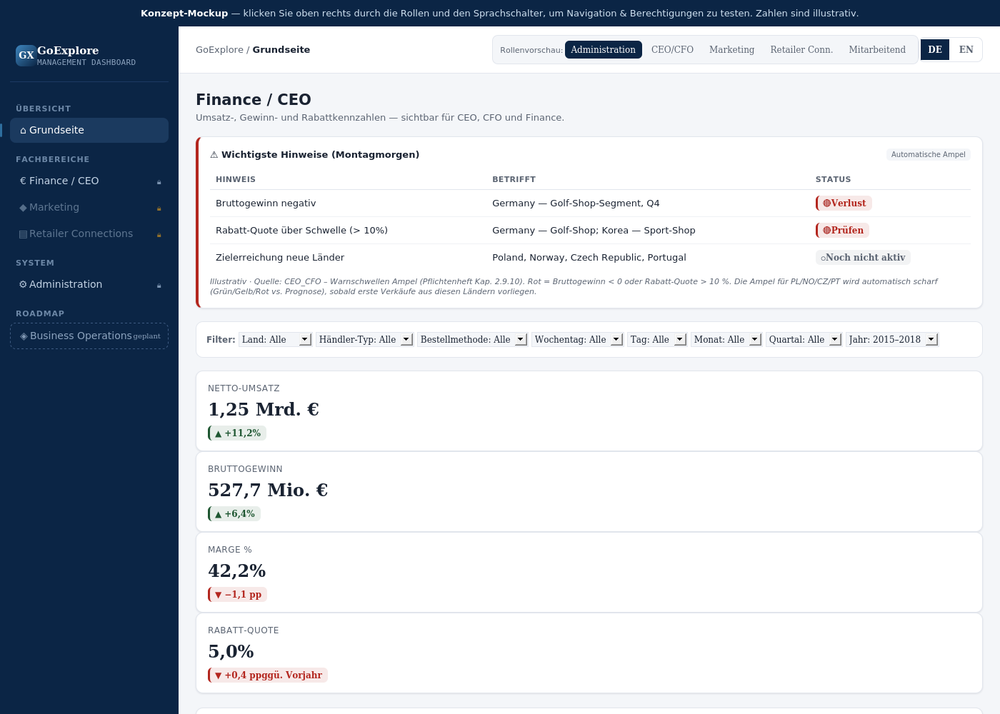 Konzept-Mockup — klicken Sie oben rechts durch die Rollen und den Sprachschalter, um Navigation & Berechtigungen zu testen. Zahlen sind illustrativ.
GX GoExplore
MANAGEMENT DASHBOARD
ÜBERSICHT
⌂ Grundseite
FACHBEREICHE
€ Finance / CEO
◆ Marketing
▤ Retailer Connections
SYSTEM
⚙ Administration
ROADMAP
◈ Business Operations geplant
GoExplore / Grundseite
Rollenvorschau: Administration CEO/CFO Marketing Retailer Conn. Mitarbeitend DE EN
Finance / CEO
Umsatz-, Gewinn- und Rabattkennzahlen — sichtbar für CEO, CFO und Finance.
⚠ Wichtigste Hinweise (Montagmorgen) Automatische Ampel
HINWEIS BETRIFFT STATUS
Bruttogewinn negativ Germany — Golf-Shop-Segment, Q4 Verlust
Rabatt-Quote über Schwelle (> 10%) Germany — Golf-Shop; Korea — Sport-Shop Prüfen
Zielerreichung neue Länder Poland, Norway, Czech Republic, Portugal ○Noch nicht aktiv
Illustrativ · Quelle: CEO_CFO – Warnschwellen Ampel (Pflichtenheft Kap. 2.9.10). Rot = Bruttogewinn < 0 oder Rabatt-Quote > 10 %. Die Ampel für PL/NO/CZ/PT wird automatisch scharf
(Grün/Gelb/Rot vs. Prognose), sobald erste Verkäufe aus diesen Ländern vorliegen.
Filter: Land: Alle Händler-Typ: Alle Bestellmethode: Alle Wochentag: Alle Tag: Alle Monat: Alle Quartal: Alle Jahr: 2015–2018
NETTO-UMSATZ
1,25 Mrd. €
▲ +11,2%
BRUTTOGEWINN
527,7 Mio. €
▲ +6,4%
MARGE %
42,2%
▼ −1,1 pp
RABATT-QUOTE
5,0%
▼ +0,4 ppggü. Vorjahr